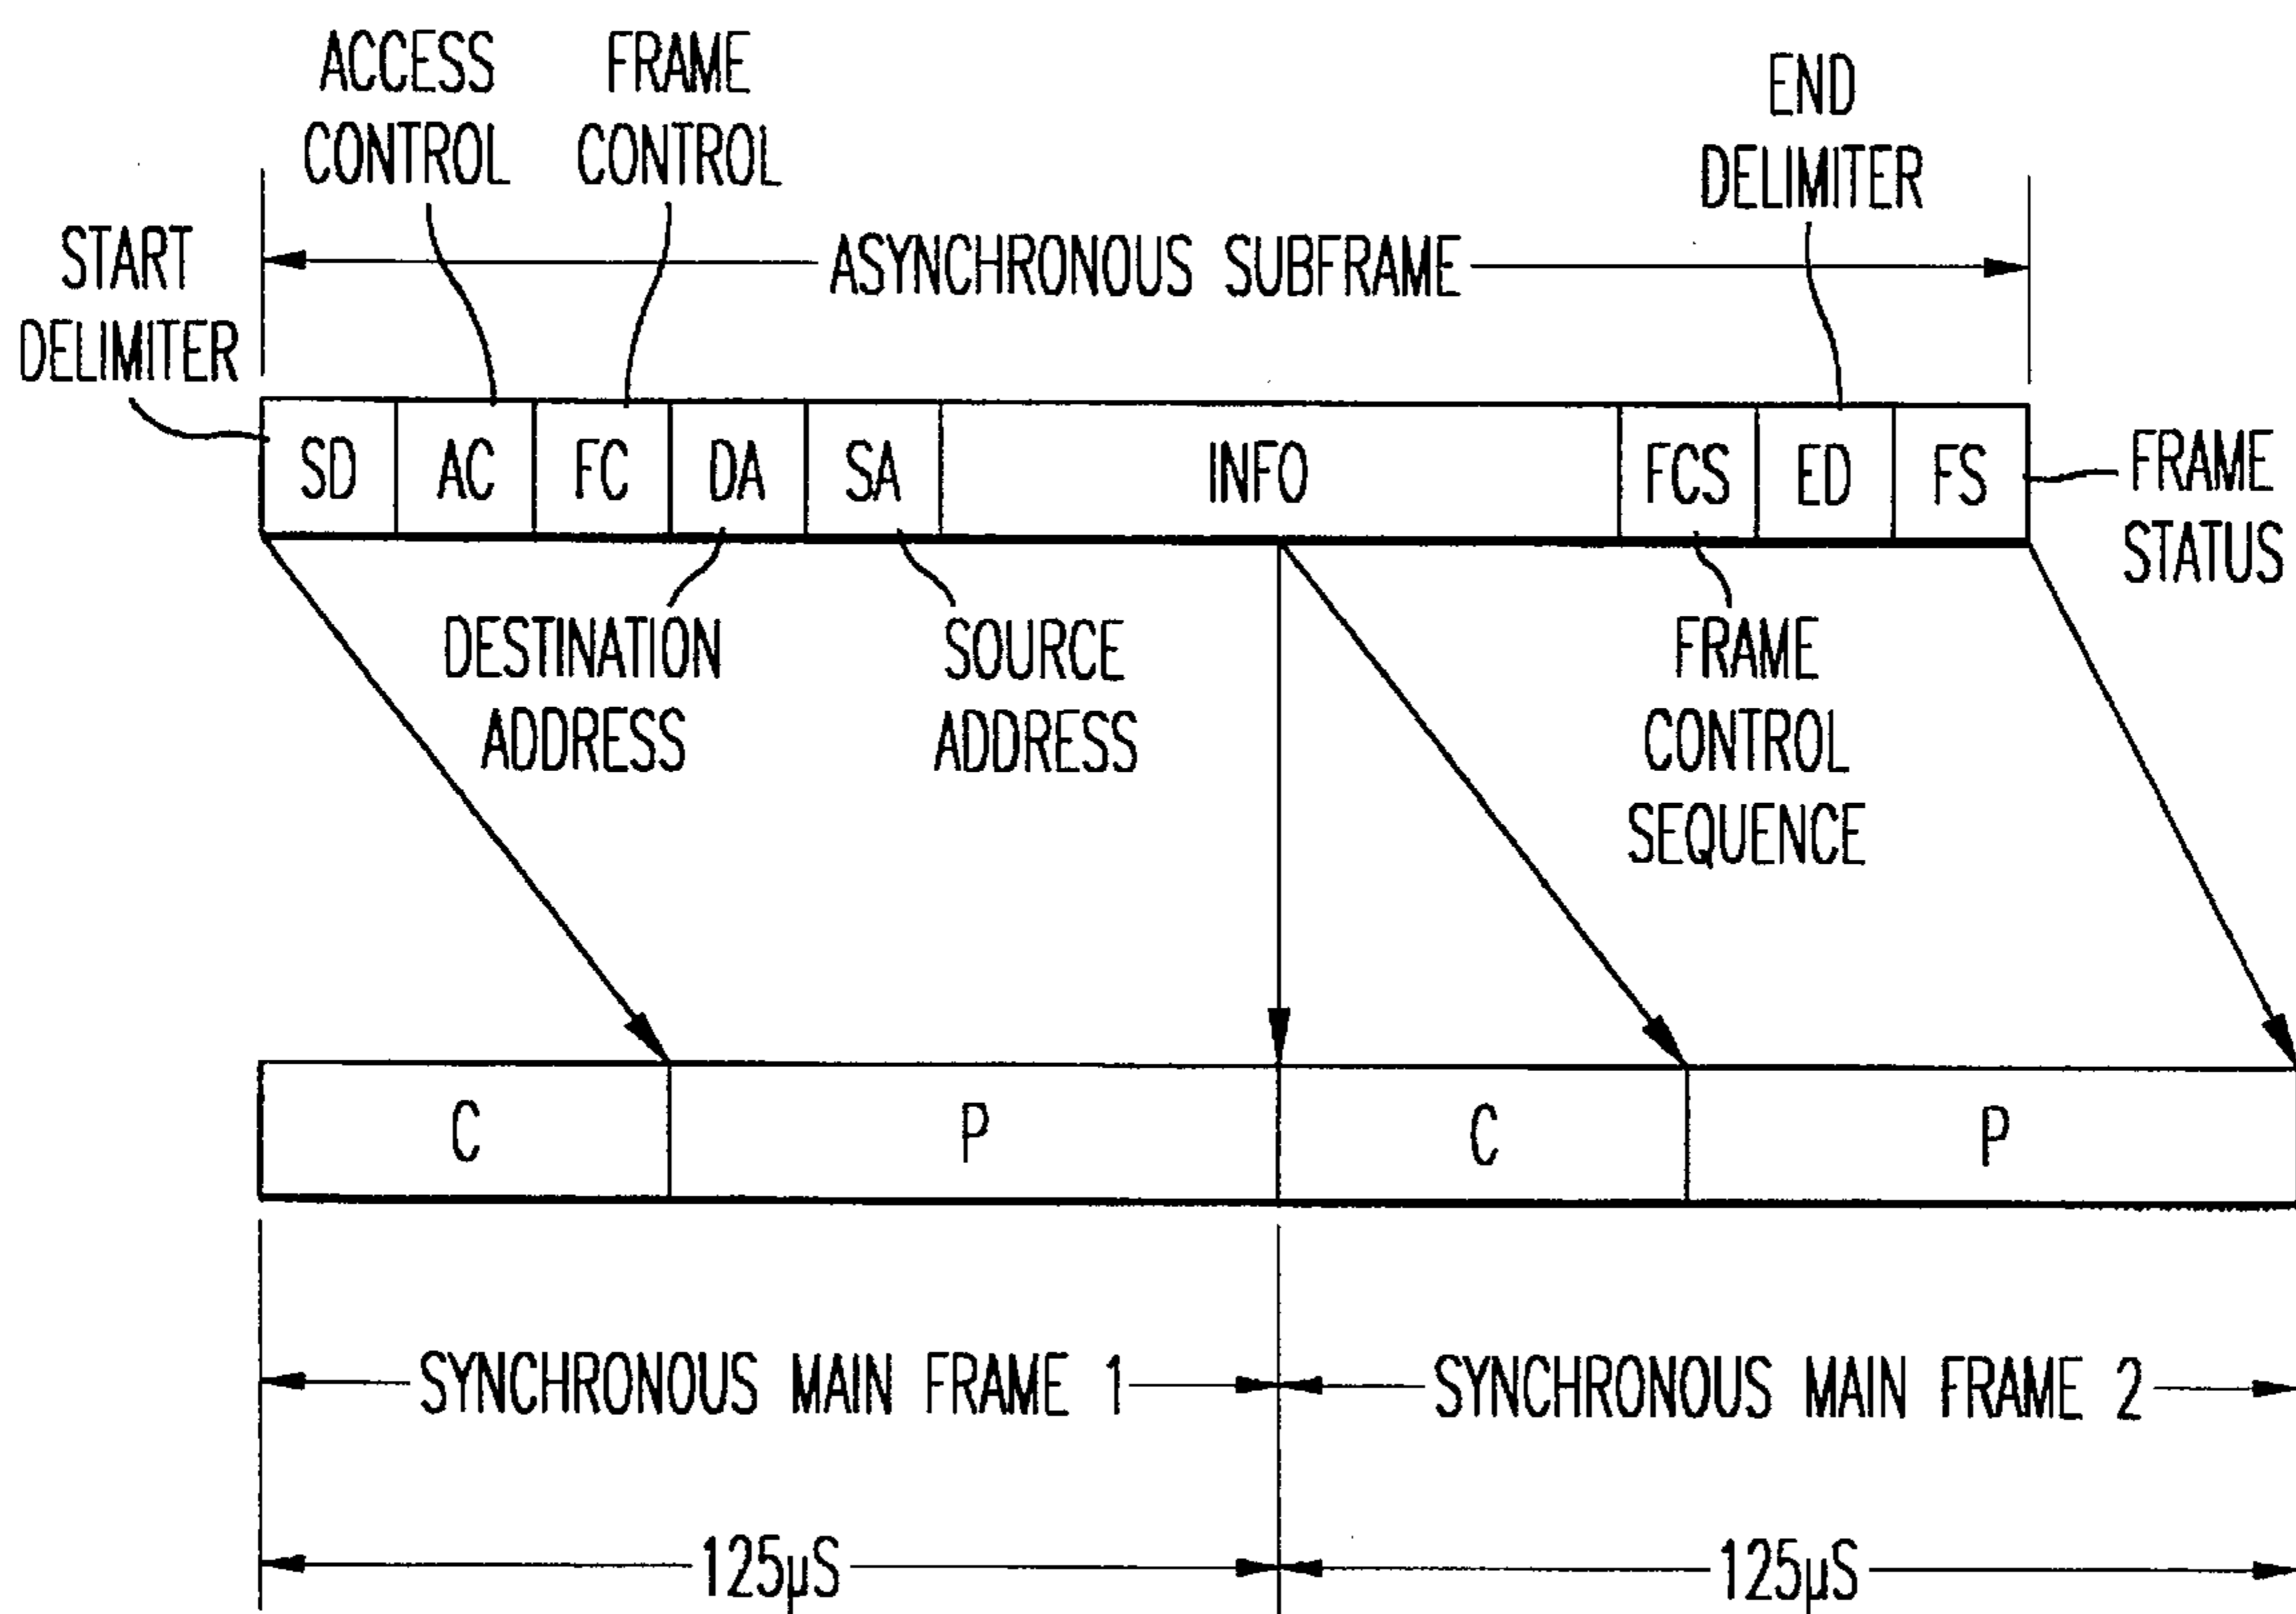 ACCESS
CONTROL
FRAME
CONTROL
END
DELIMITER
START
DELIMITER
ASYNCHRONOUS SUBFRAME
SD AC FC DA SA INFO FCS ED FS
FRAME
STATUS
DESTINATION
ADDRESS
SOURCE
ADDRESS
FRAME
CONTROL
SEQUENCE
C P C P
SYNCHRONOUS MAIN FRAME 1
SYNCHRONOUS MAIN FRAME 2
125µS
125µS